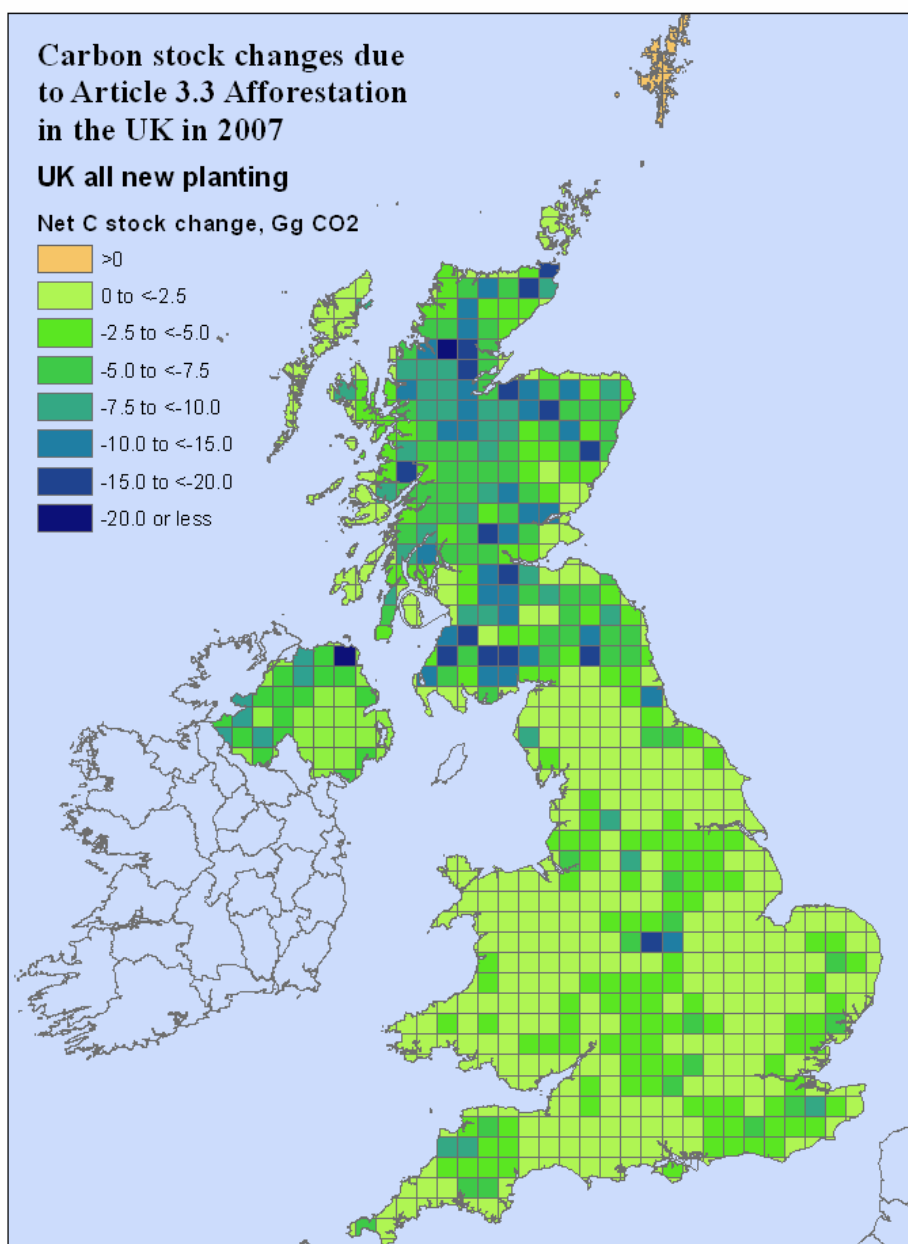 Carbon stock changes due
to Article 3.3 Afforestation
in the UK in 2007
UK all new planting
Net C stock change, Gg CO2
>0
0 to <-2.5
-2.5 to <-5.0
-5.0 to <-7.5
-7.5 to <-10.0
-10.0 to <-15.0
-15.0 to <-20.0
-20.0 or less